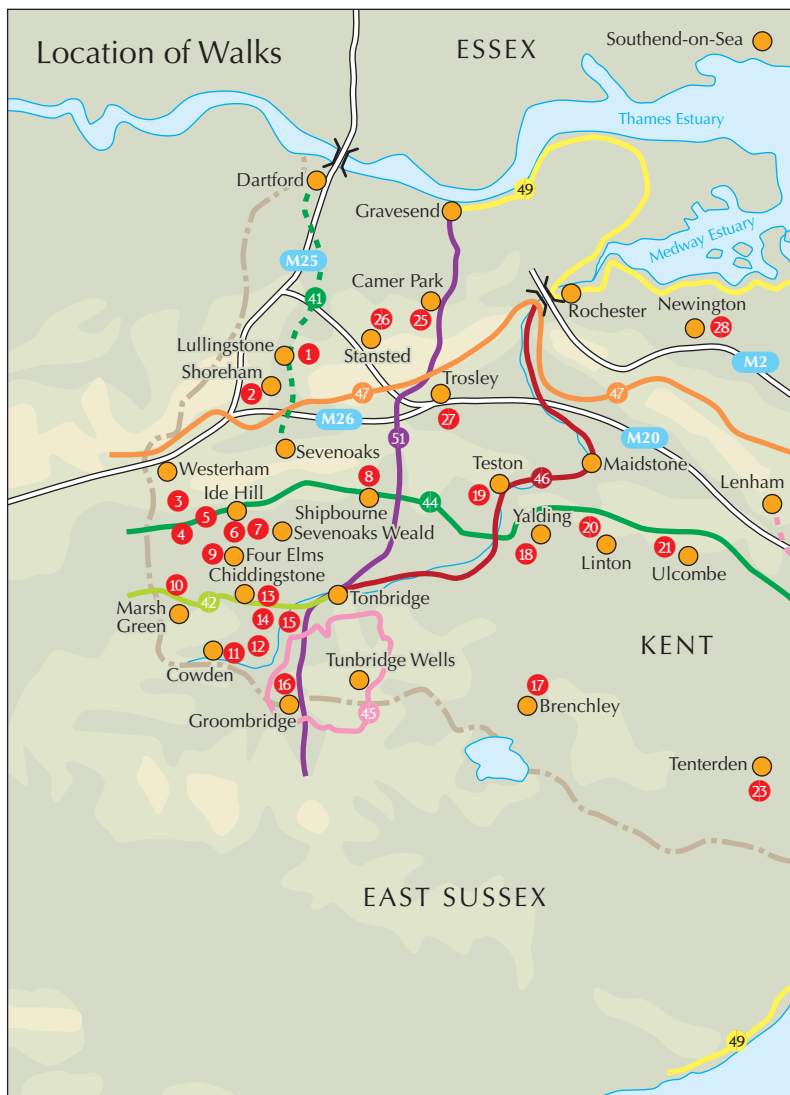 Location of Walks
ESSEX
Southend-on-Sea
Thames Estuary
Dartford
49
Gravesend
Medway Estuary
M25
Camer Park
41
Rochester
Newington
26
25
28
Lullingstone
1
Stansted
M2
Shoreham
2
47
Trosley
47
M26
27
51
M20
Sevenoaks
Westerham
8
Teston
46
Maidstone
Lenham
3
Ide Hill
19
5
Shipbourne
44
Yalding
4
6
7
Sevenoaks Weald
18
20
Linton
21
Ulcombe
9
Four Elms
10
Chiddingstone
13
Tonbridge
Marsh
Green
42
14
15
KENT
11
12
Cowden
Tunbridge Wells
16
17
Groombridge
45
Brenchley
Tenterden
23
EAST SUSSEX
49